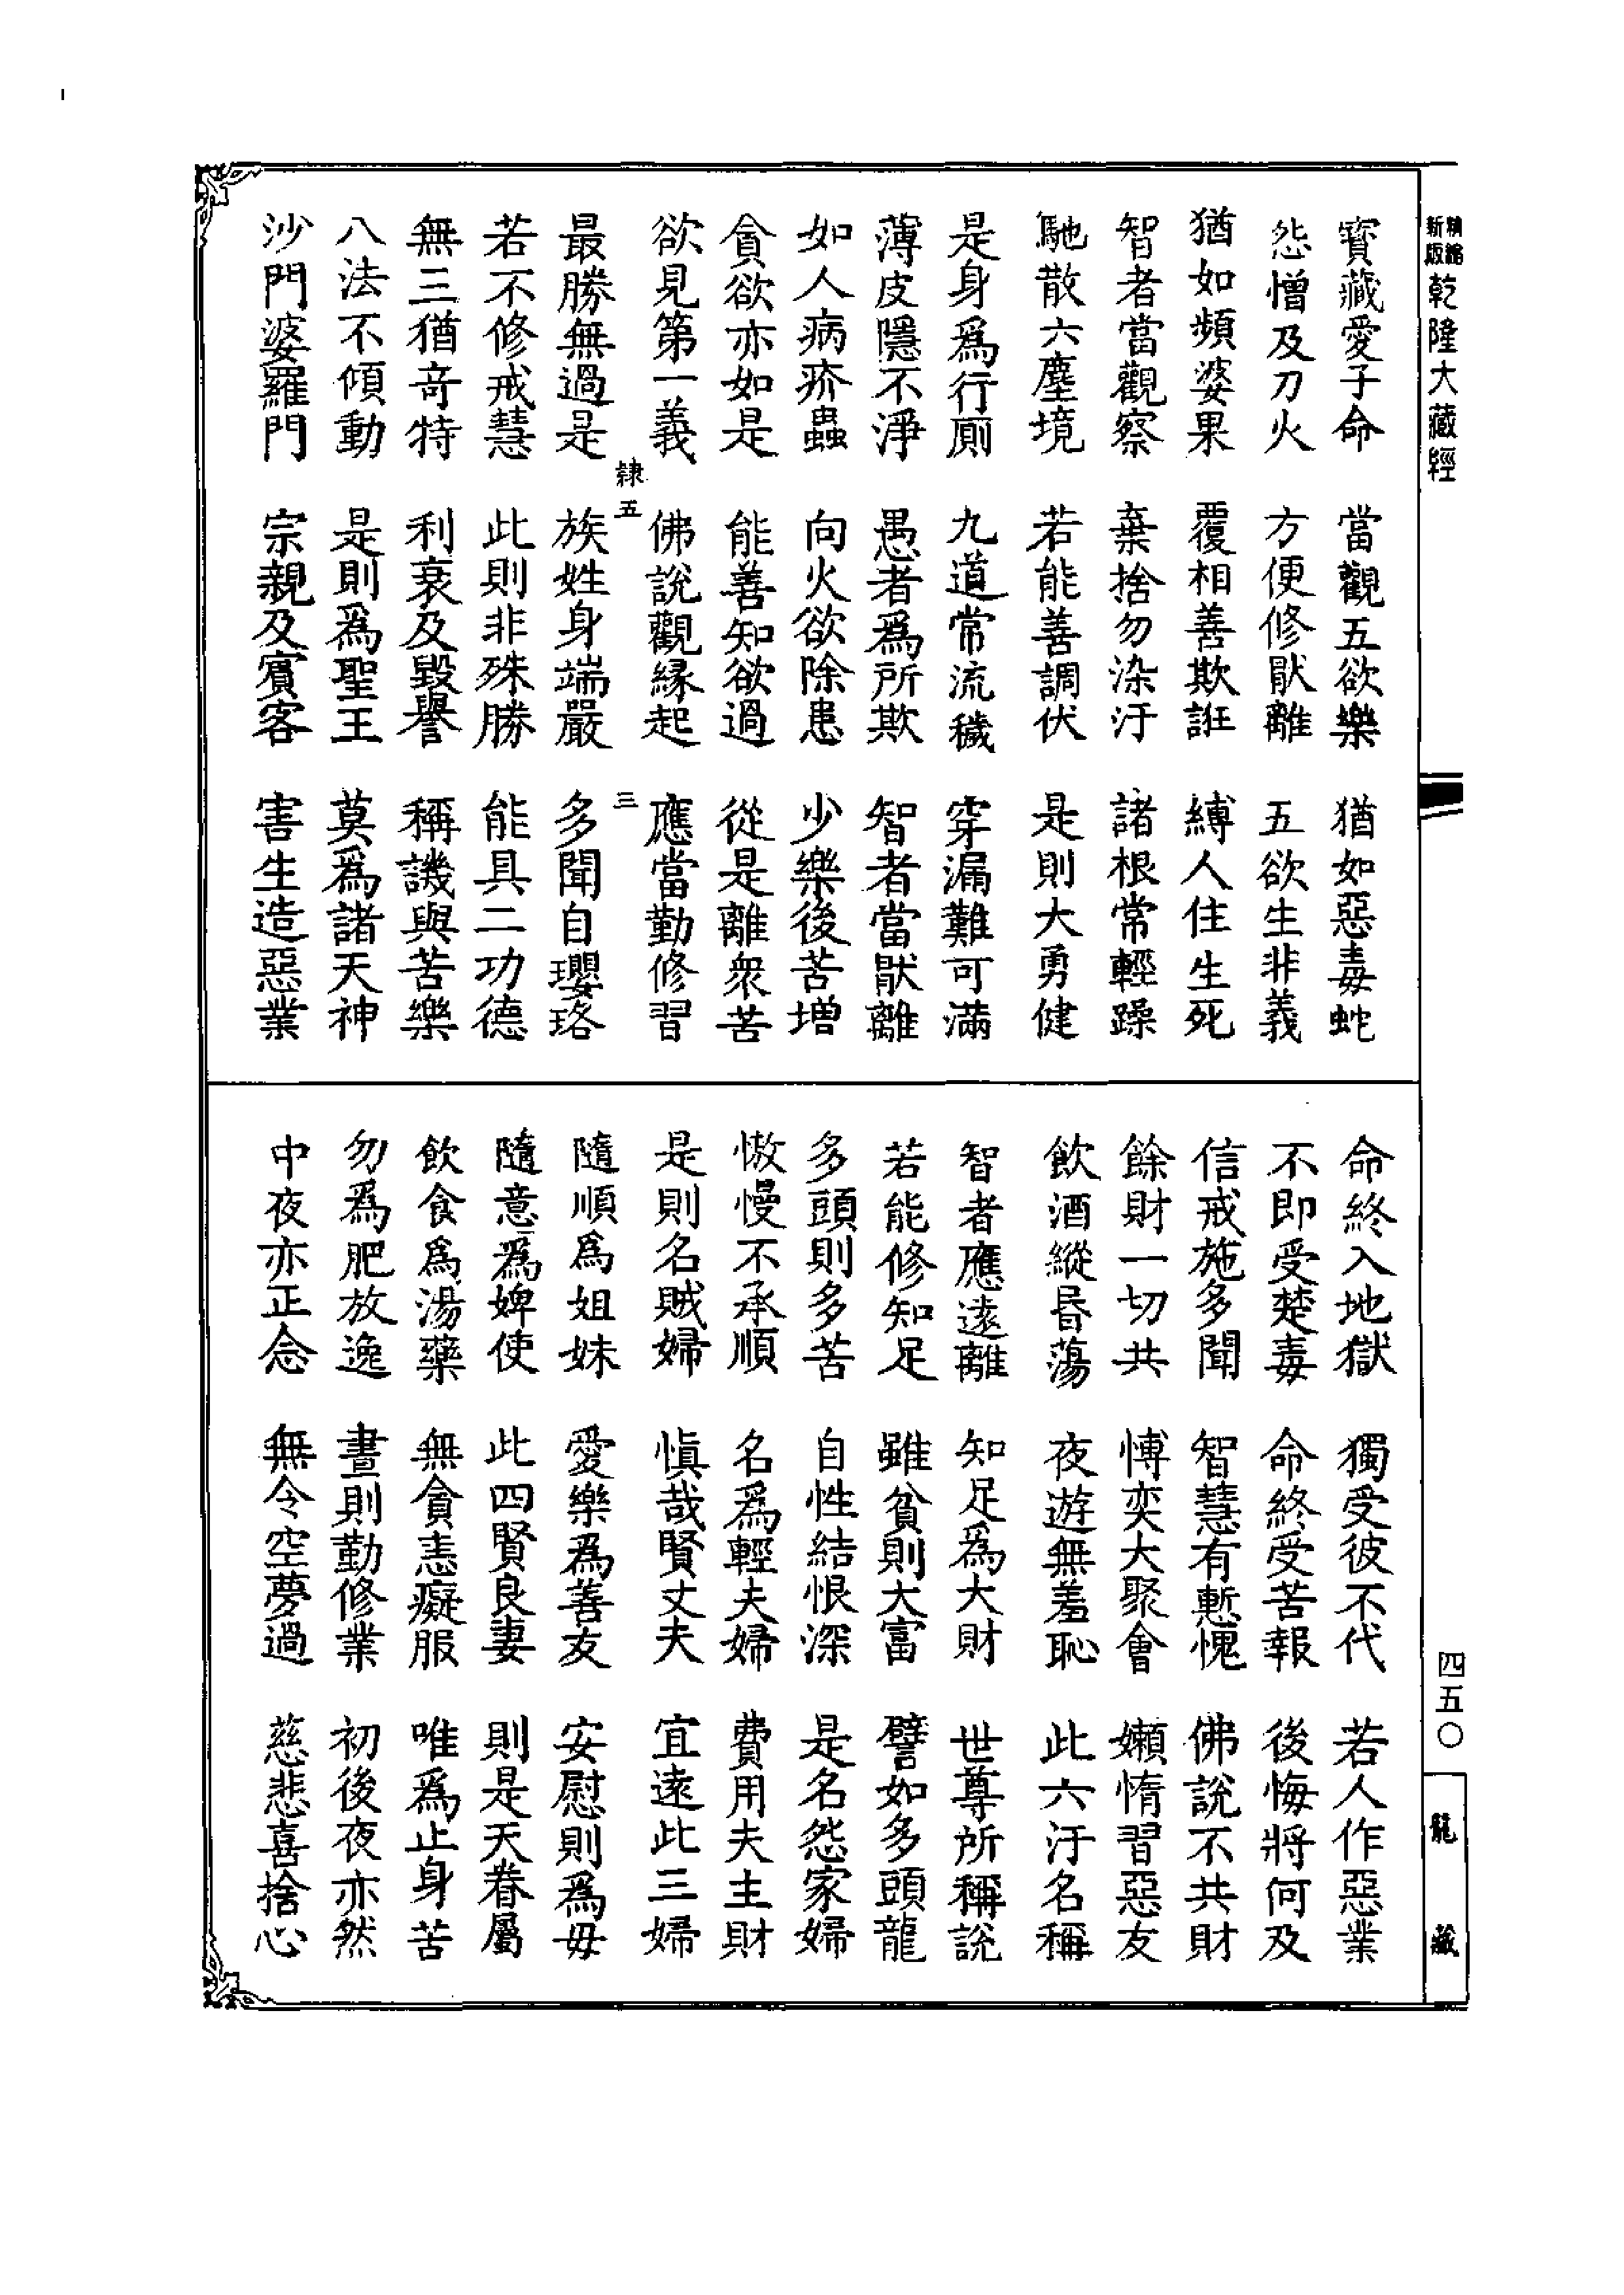 新版
精編
乾隆大藏經
寶藏愛子命　當觀五欲樂　猶如惡毒蛇
怨憎及刀火　方便修猒離　五欲生非義
猶如頻婆果　覆相善欺誑　縛人住生死
智者當觀察　棄捨勿染汙　諸根常輕躁
馳散六塵境　若能善調伏　是則大勇健
是身爲行廁　九道常流穢　穿漏難可滿
薄皮隱不淨　愚者爲所欺　智者當猒離
如人病疥蟲　向火欲除患　少樂後苦增
貪欲亦如是　能善知欲過　從是離衆苦
欲見第一義　佛說觀緣起　應當勤修習
隸五　三
最勝無過是　族姓身端嚴　多聞自瓔珞
若不修戒慧　此則非殊勝　能具二功德
無三猶奇特　利衰及毀譽　稱譏與苦樂
八法不傾動　是則爲聖王　莫爲諸天神
沙門婆羅門　宗親及賓客　害生造惡業
命終入地獄　獨受彼不代　若人作惡業
不即受楚毒　命終受苦報　後悔將何及
信戒施多聞　智慧有慙愧　佛說不共財
餘財一切共　博奕大聚會　嬾惰習惡友
飲酒縱昏蕩　夜遊無羞恥　此六汙名稱
智者應遠離　知足爲大財　世尊所稱說
若能修知足　雖貧則大富　譬如多頭龍
多頭則多苦　自性結恨深　是名怨家婦
慠慢不承順　名爲輕夫婦　費用夫主財
是則名賊婦　慎哉賢丈夫　宜遠此三婦
隨順爲姐妹　愛樂爲善友　安慰則爲母
隨意爲婢使　此四賢良妻　則是天眷屬
飲食爲湯藥　無貪恚癡服　唯爲止身苦
勿爲肥放逸　晝則勤修業　初後夜亦然
中夜亦正念　無令空夢過　慈悲喜捨心
四五〇
龍藏